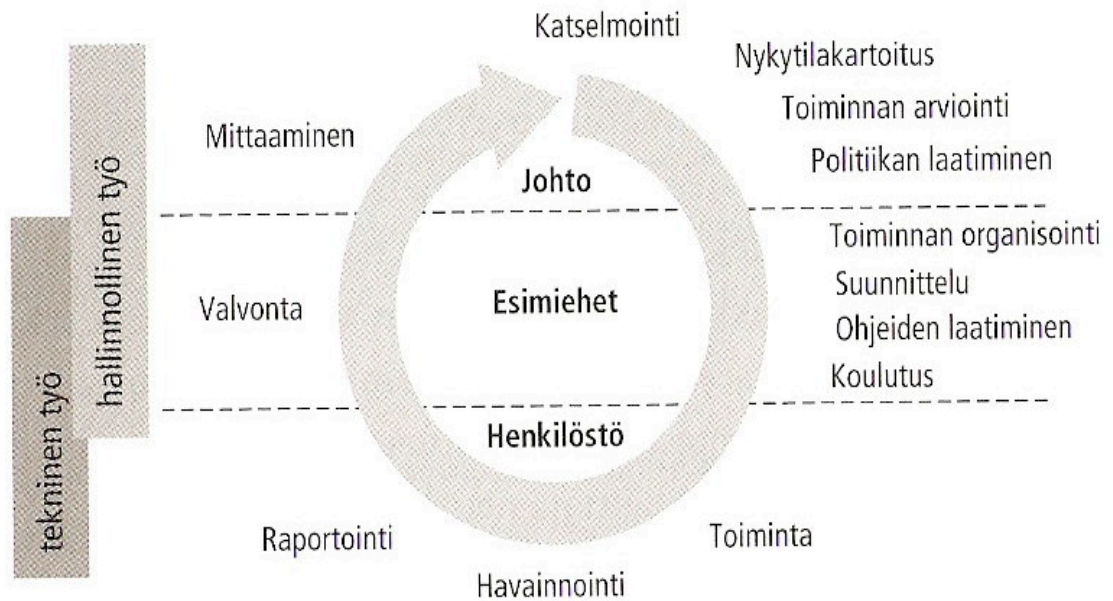 Katselmointi
Nykytilakartoitus
Toiminnan arviointi
Politiikan laatiminen
Mittaaminen
Johto
hallinnollinen työ
tekninen työ
Toiminnan organisointi
Suunnittelu
Ohjeiden laatiminen
Koulutus
Valvonta
Esimiehet
Henkilöstö
Raportointi
Toiminta
Havainnointi